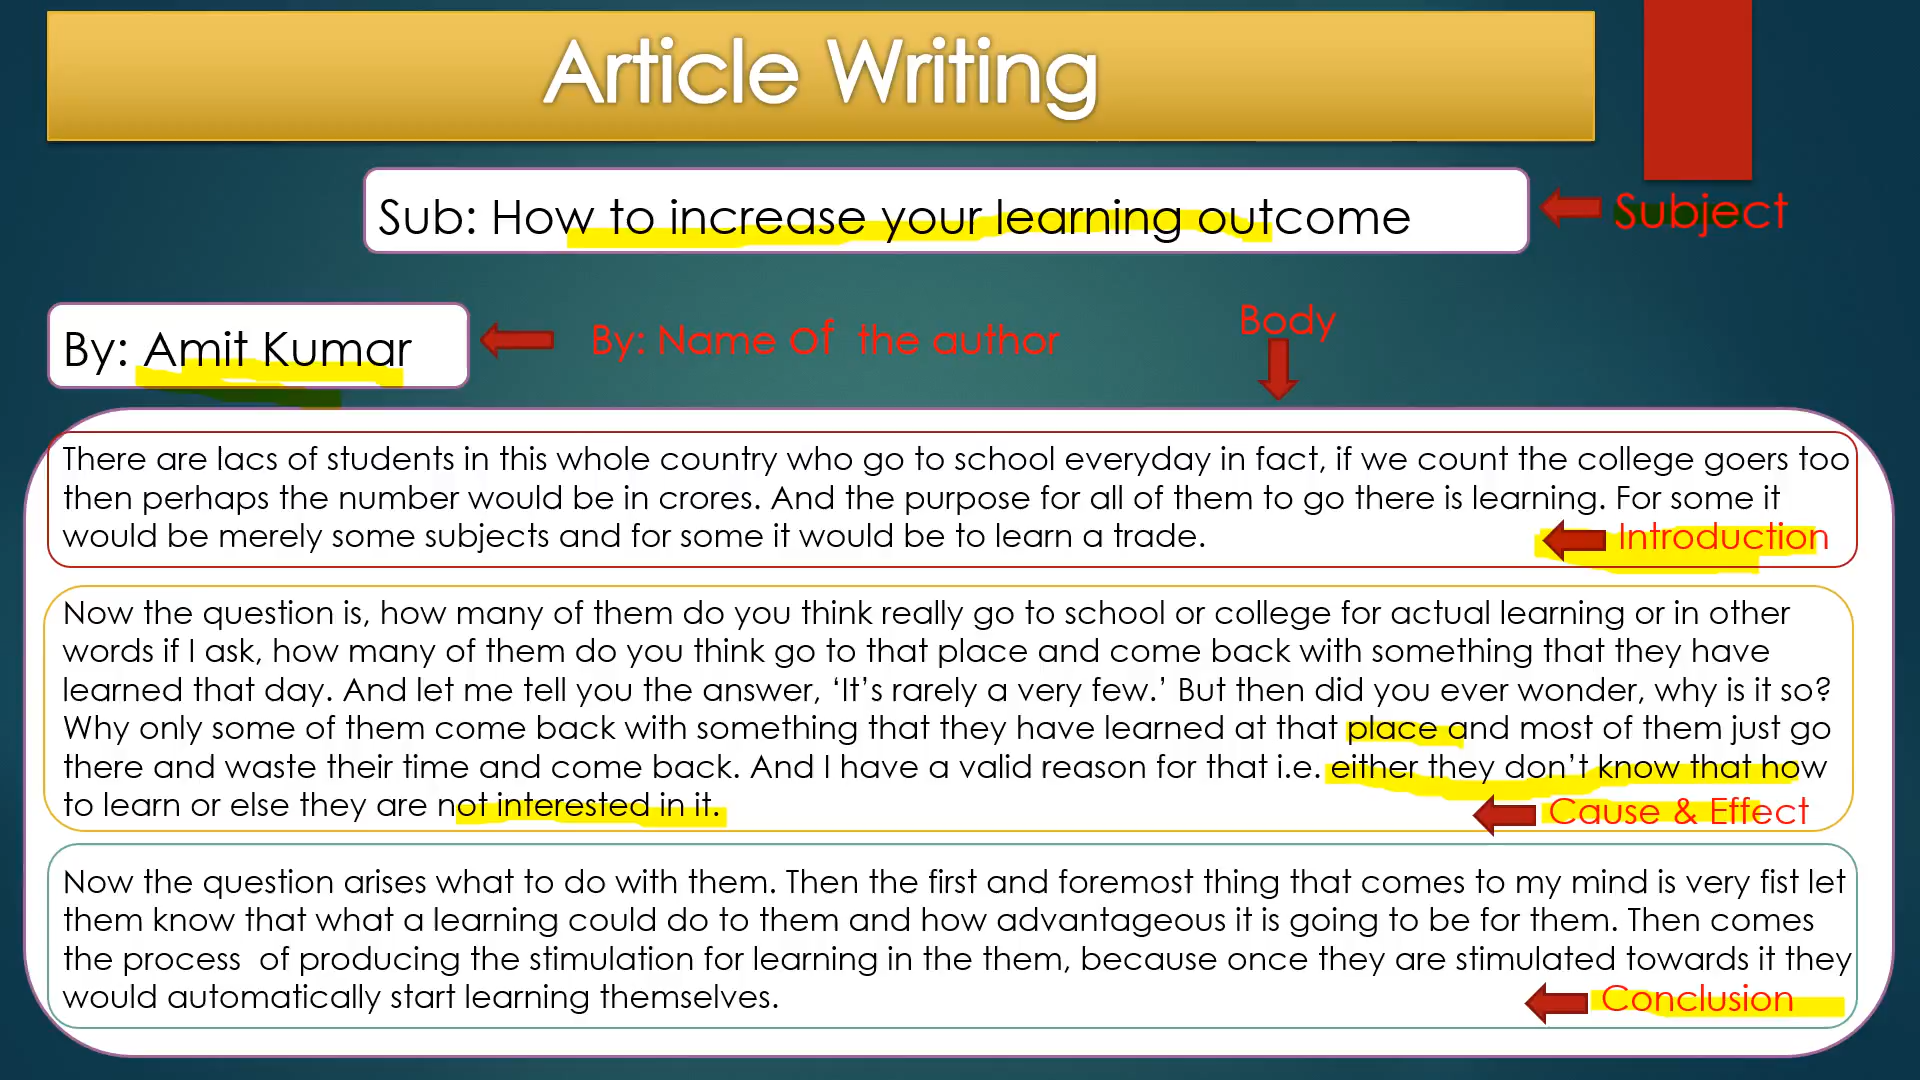 Article Writing
Sub: How to increase your learning outcome
Subject
By: Amit Kumar
By: Name Of the author
Body
There are lacs of students in this whole country who go to school everyday in fact, if we count the college goers too
then perhaps the number would be in crores. And the purpose for all of them to go there is learning. For some it
would be merely some subjects and for some it would be to learn a trade.
Introduction
Now the question is, how many of them do you think really go to school or college for actual learning or in other
words if I ask, how many of them do you think go to that place and come back with something that they have
learned that day. And let me tell you the answer, ‘It’s rarely a very few.’ But then did you ever wonder, why is it so?
Why only some of them come back with something that they have learned at that place and most of them just go
there and waste their time and come back. And I have a valid reason for that i.e. either they don’t know that how
to learn or else they are not interested in it.
Cause & Effect
Now the question arises what to do with them. Then the first and foremost thing that comes to my mind is very fist let
them know that what a learning could do to them and how advantageous it is going to be for them. Then comes
the process of producing the stimulation for learning in the them, because once they are stimulated towards it they
would automatically start learning themselves.
Conclusion